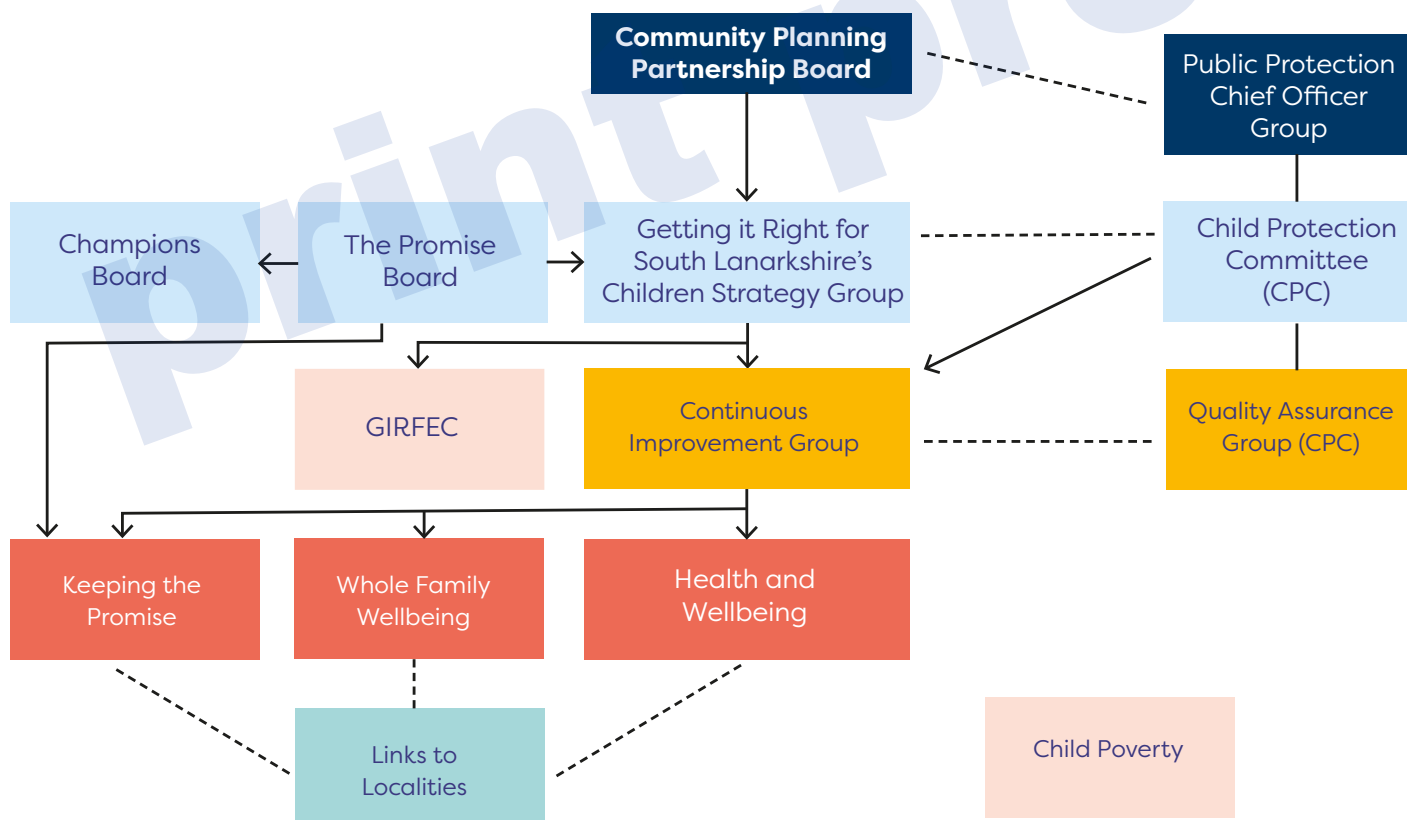 Community Planning
Partnership Board
Public Protection
Chief Officer
Group
Champions
Board
The Promise
Board
Getting it Right for
South Lanarkshire's
Children Strategy Group
Child Protection
Committee
(CPC)
GIRFEC
Continuous
Improvement Group
Quality Assurance
Group (CPC)
Keeping the
Promise
Whole Family
Wellbeing
Health and
Wellbeing
Links to
Localities
Child Poverty
print pr